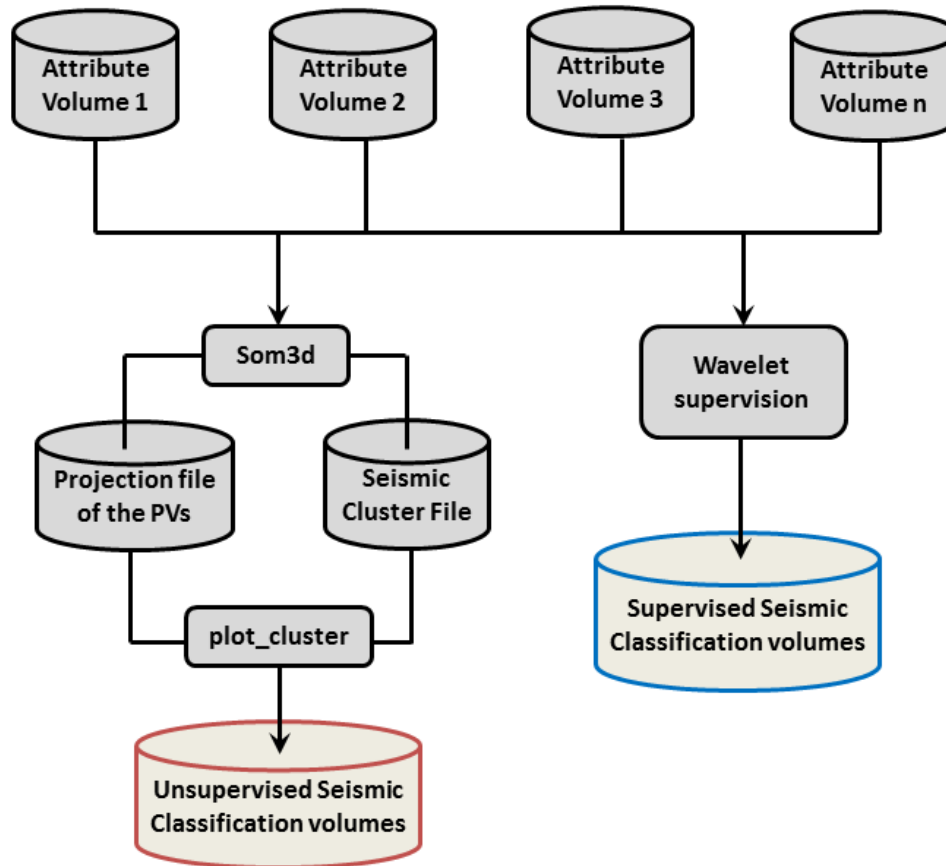 Attribute
Volume 1
Attribute
Volume 2
Attribute
Volume 3
Attribute
Volume n
Som3d
Wavelet
supervision
Projection file
of the PVs
Seismic
Cluster File
plot_cluster
Supervised Seismic
Classification volumes
Unsupervised Seismic
Classification volumes